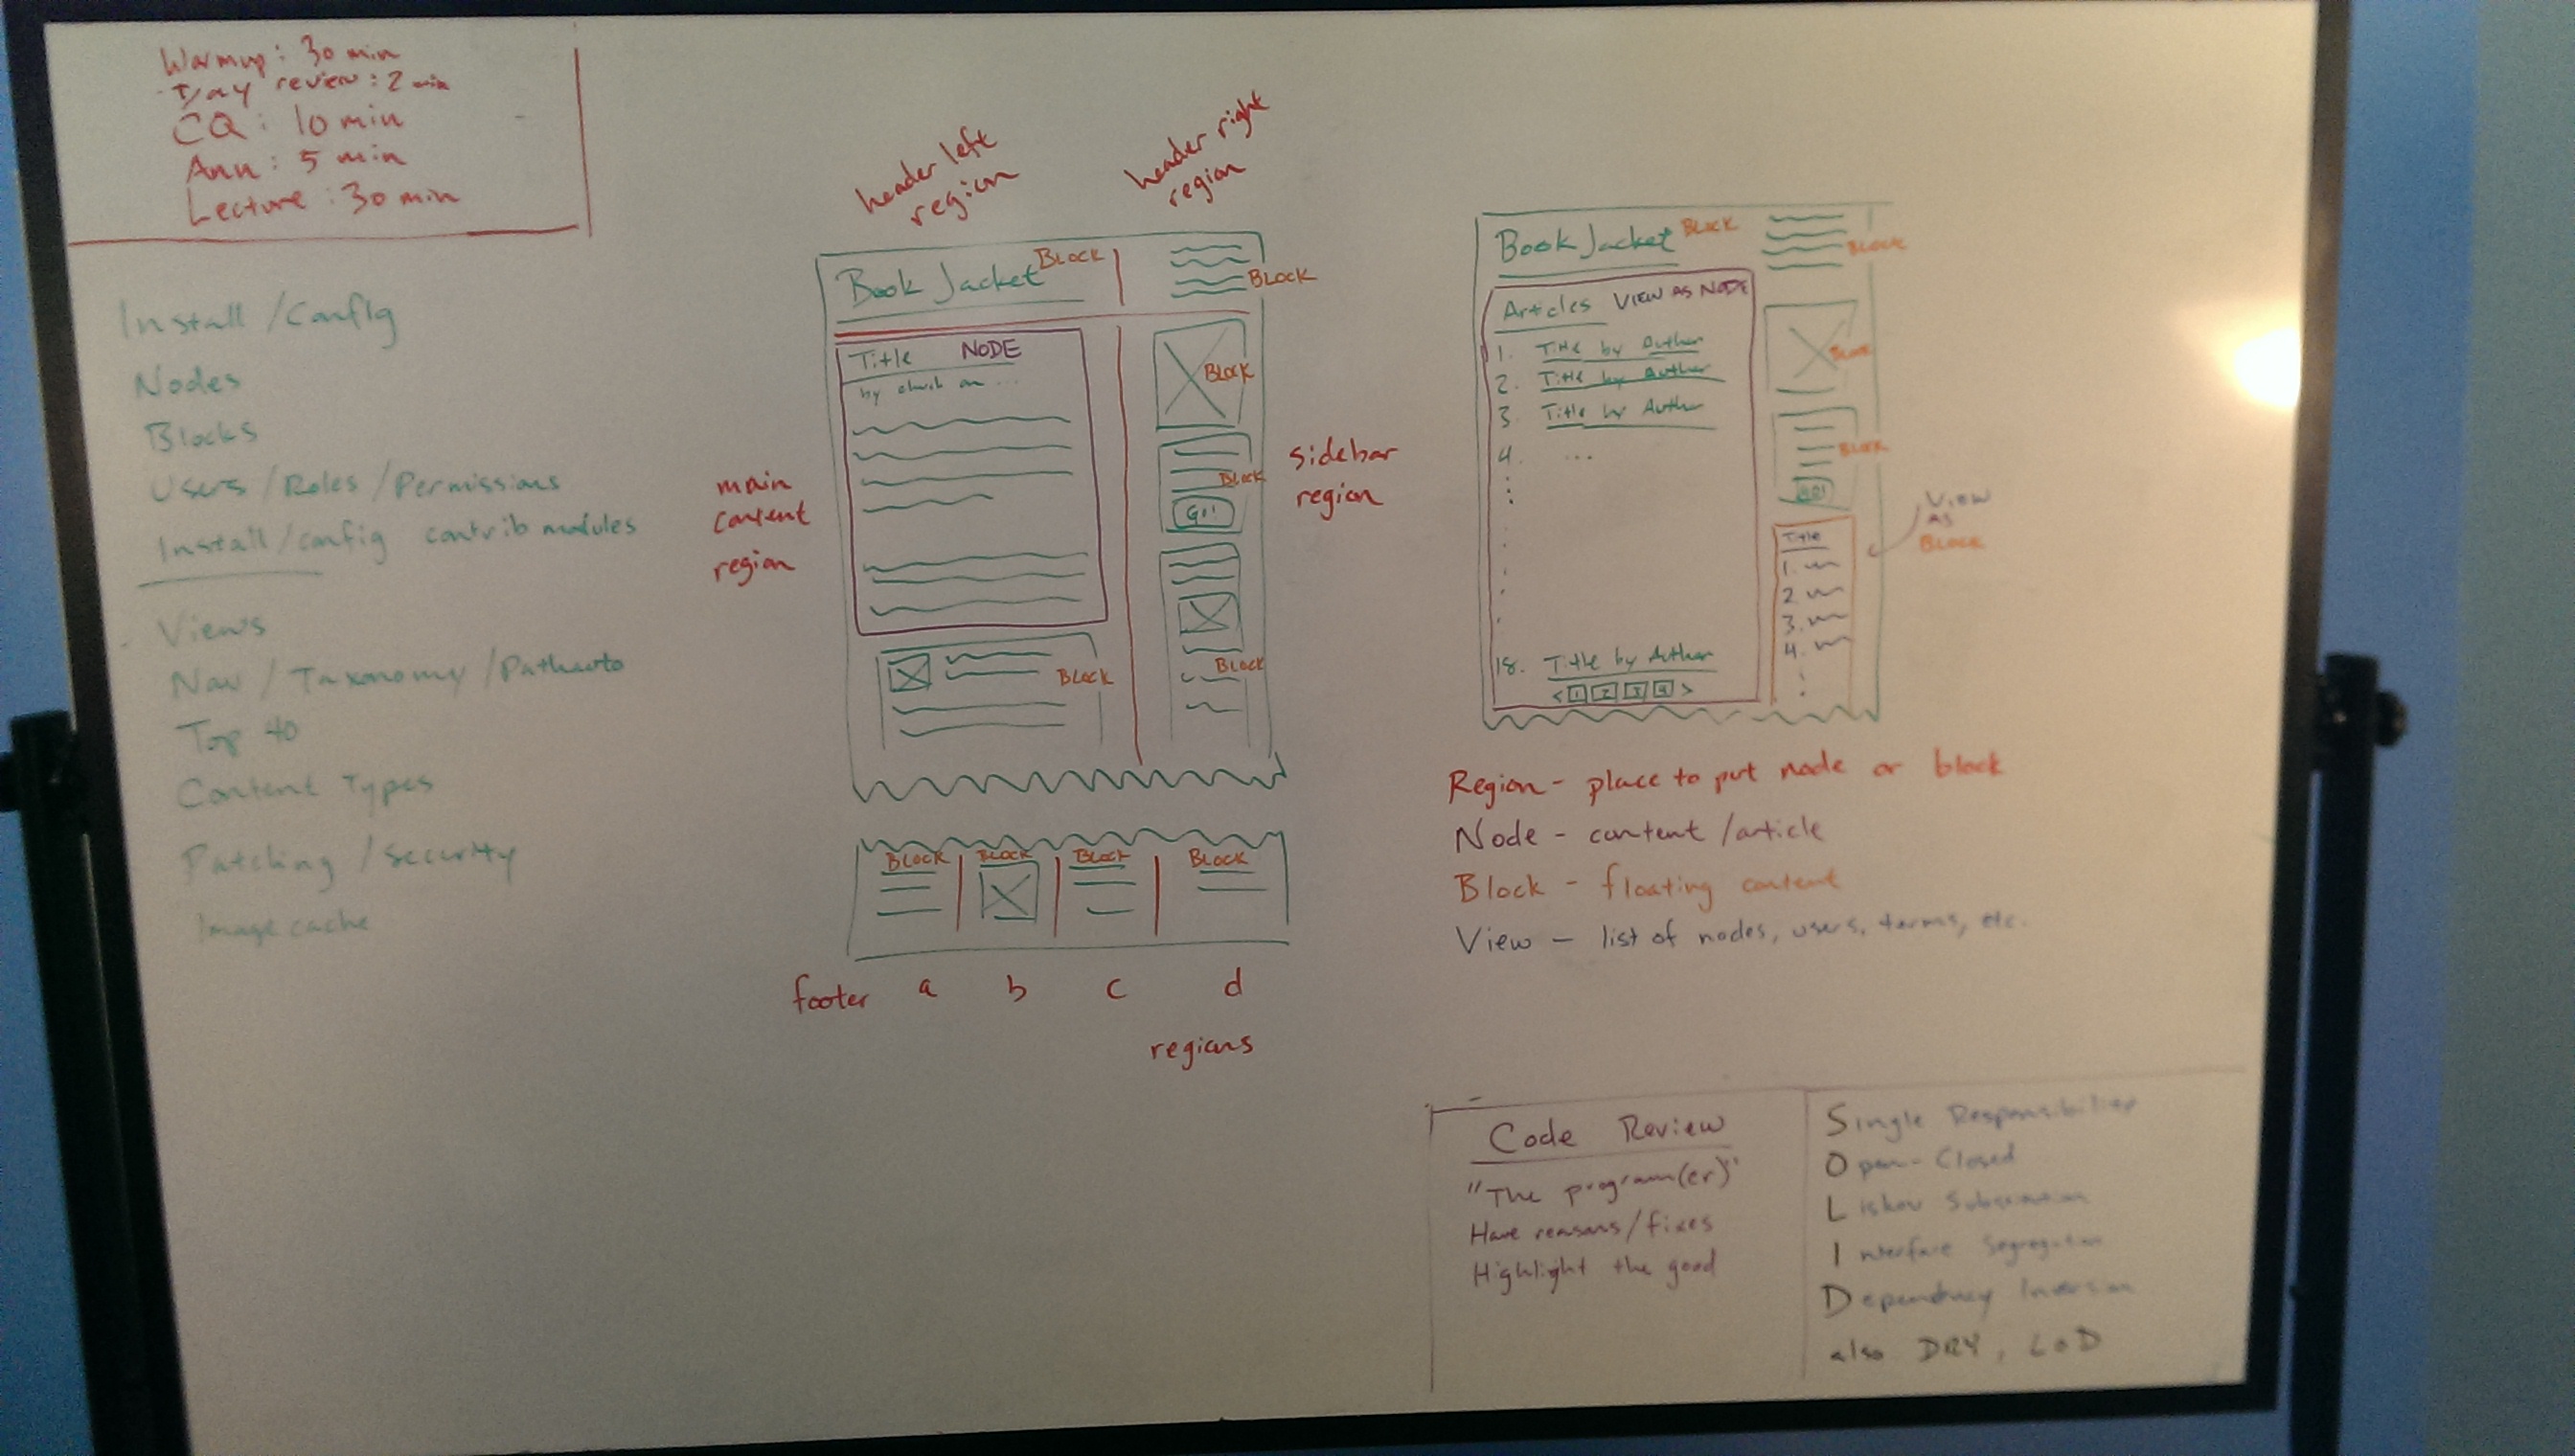 Warmup: 30 min
Day review: 2 min
CQ: 10 min
Ann: 5 min
Lecture: 30 min
Install/Config
Nodes
Blocks
Users/Roles/Permissions
Install/config contrib modules
Views
Nav/Taxonomy/Pathauto
Top 40
Content Types
Patching/Security
Imagecache
header left
region
header right
region
Book Jacket
BLOCK
BLOCK
Title NODE
by
BLOCK
BLOCK
GO!
BLOCK
BLOCK
main
content
region
sidebar
region
BLOCK
BLOCK
BLOCK
BLOCK
footer a b c d
regions
Book Jacket
BLOCK
BLOCK
Articles VIEW AS NODE
1. Title by Author
2. Title by Author
3. Title by Author
4. ...
18. Title by Author
< 1 2 3 4 >
BLOCK
BLOCK
GO!
VIEW
AS
BLOCK
Title
1.
2.
3.
4.
Region - place to put node or block
Node - content/article
Block - floating content
View - list of nodes, users, terms, etc.
Code Review
"The program(er)"
Have reasons/fixes
Highlight the good
Single Responsibility
Open-Closed
Liskov
Interface Segregation
Dependency Inversion
also DRY, LoD